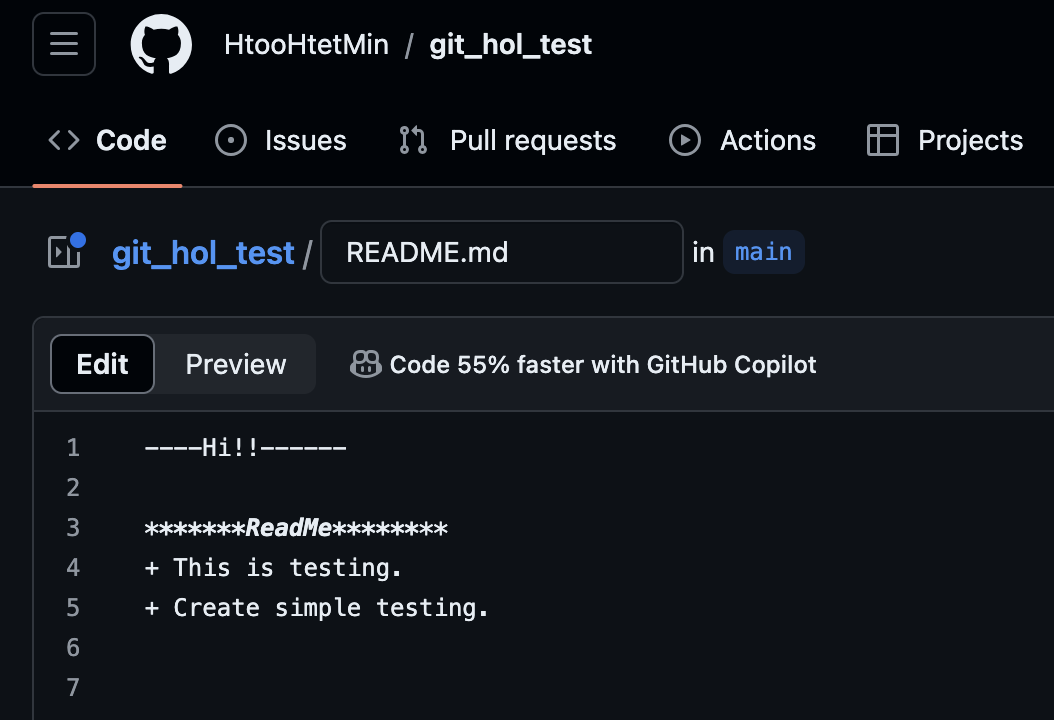 HtooHtetMin / git_hol_test
Code Issues Pull requests Actions Projects
git_hol_test / README.md in main
Edit Preview Code 55% faster with GitHub Copilot
1 ----Hi!!------
2
3 *******ReadMe********
4 + This is testing.
5 + Create simple testing.
6
7